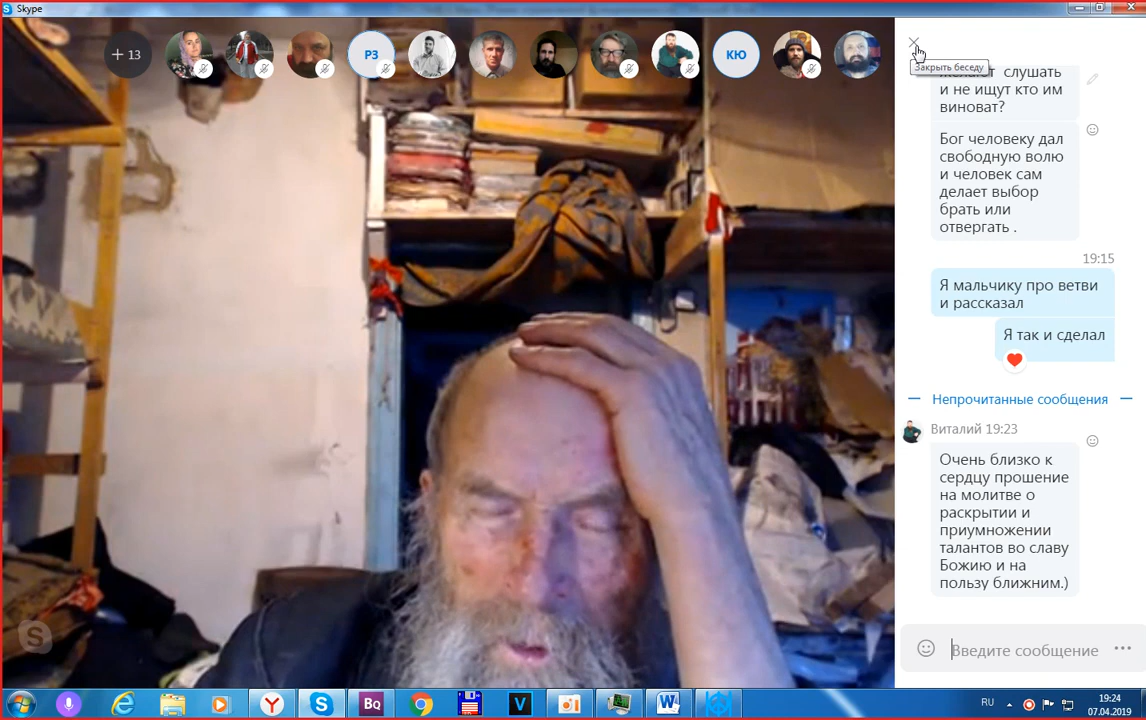 Skype
+ 13
РЗ
КЮ
Закрыть беседу
слушать
и не ищут кто им
виноват?
Бог человеку дал
свободную волю
и человек сам
делает выбор
брать или
отвергать .
19:15
Я мальчику про ветви
и рассказал
Я так и сделал
Непрочитанные сообщения
Виталий 19:23
Очень близко к
сердцу прошение
на молитве о
раскрытии и
приумножении
талантов во славу
Божию и на
пользу ближним.)
Введите сообщение
RU
19:24
07.04.2019
Bq